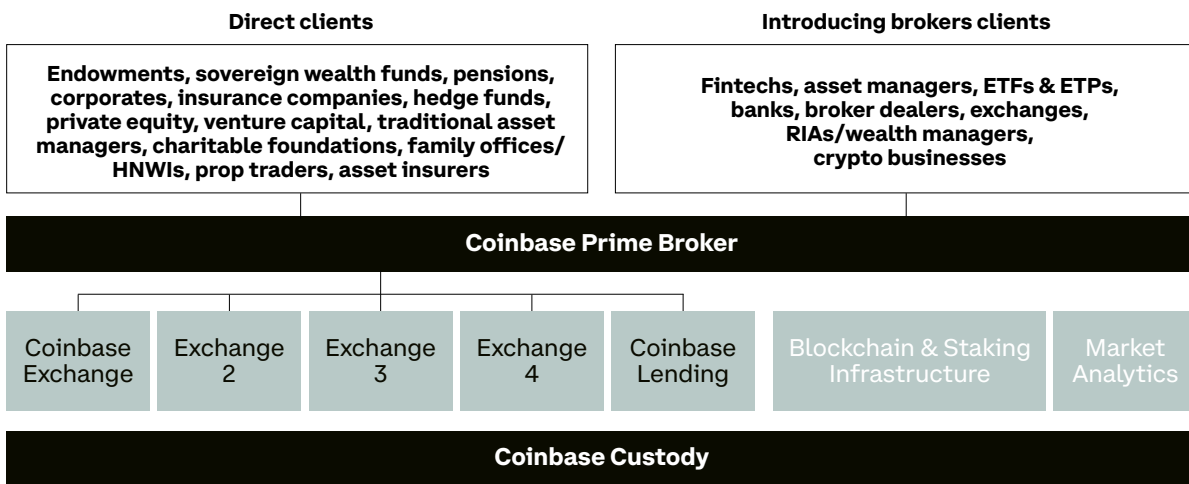 Direct clients
Introducing brokers clients
Endowments, sovereign wealth funds, pensions,
corporates, insurance companies, hedge funds,
private equity, venture capital, traditional asset
managers, charitable foundations, family offices/
HNWIs, prop traders, asset insurers
Fintechs, asset managers, ETFs & ETPs,
banks, broker dealers, exchanges,
RIAs/wealth managers,
crypto businesses
Coinbase Prime Broker
Coinbase
Exchange
Exchange
2
Exchange
3
Exchange
4
Coinbase
Lending
Blockchain & Staking
Infrastructure
Market
Analytics
Coinbase Custody